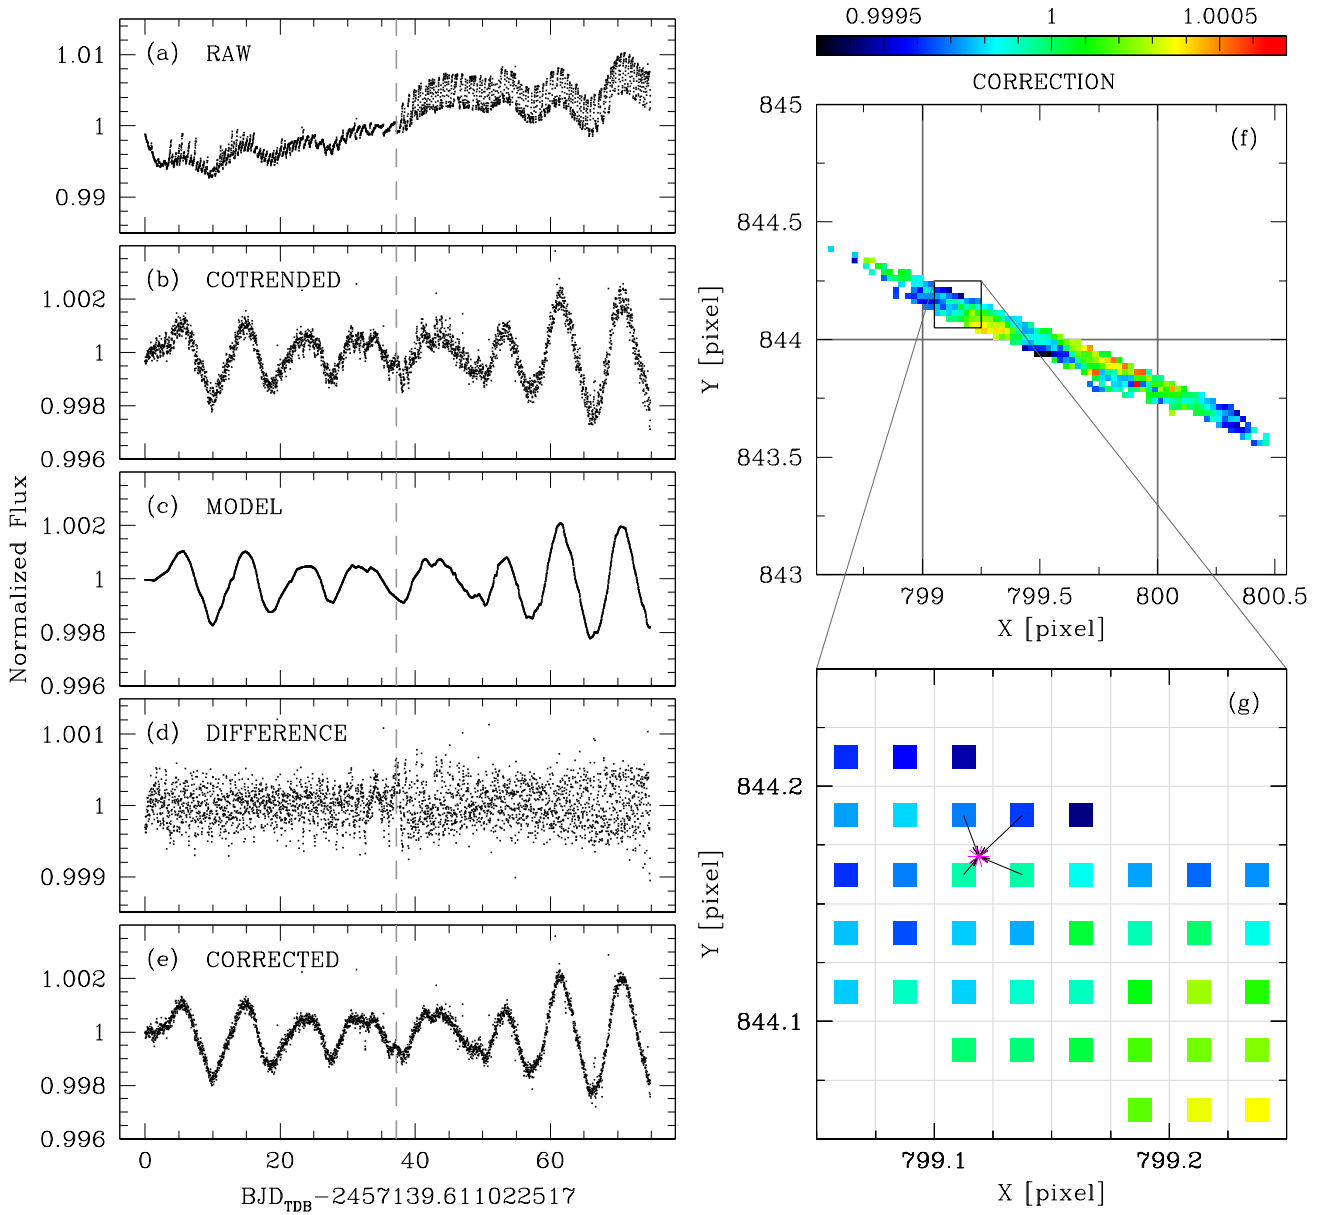 (a) RAW
1.01
1
0.99
(b) COTRENDED
1.002
1
0.998
0.996
(c) MODEL
1.002
1
0.998
0.996
(d) DIFFERENCE
1.001
1
0.999
(e) CORRECTED
1.002
1
0.998
0.996
0 20 40 60
BJD_TDB−2457139.611022517
Normalized Flux
0.9995 1 1.0005
CORRECTION
(f)
845
844.5
844
843.5
843
799 799.5 800 800.5
X [pixel]
Y [pixel]
(g)
844.2
844.1
799.1 799.2
X [pixel]
Y [pixel]